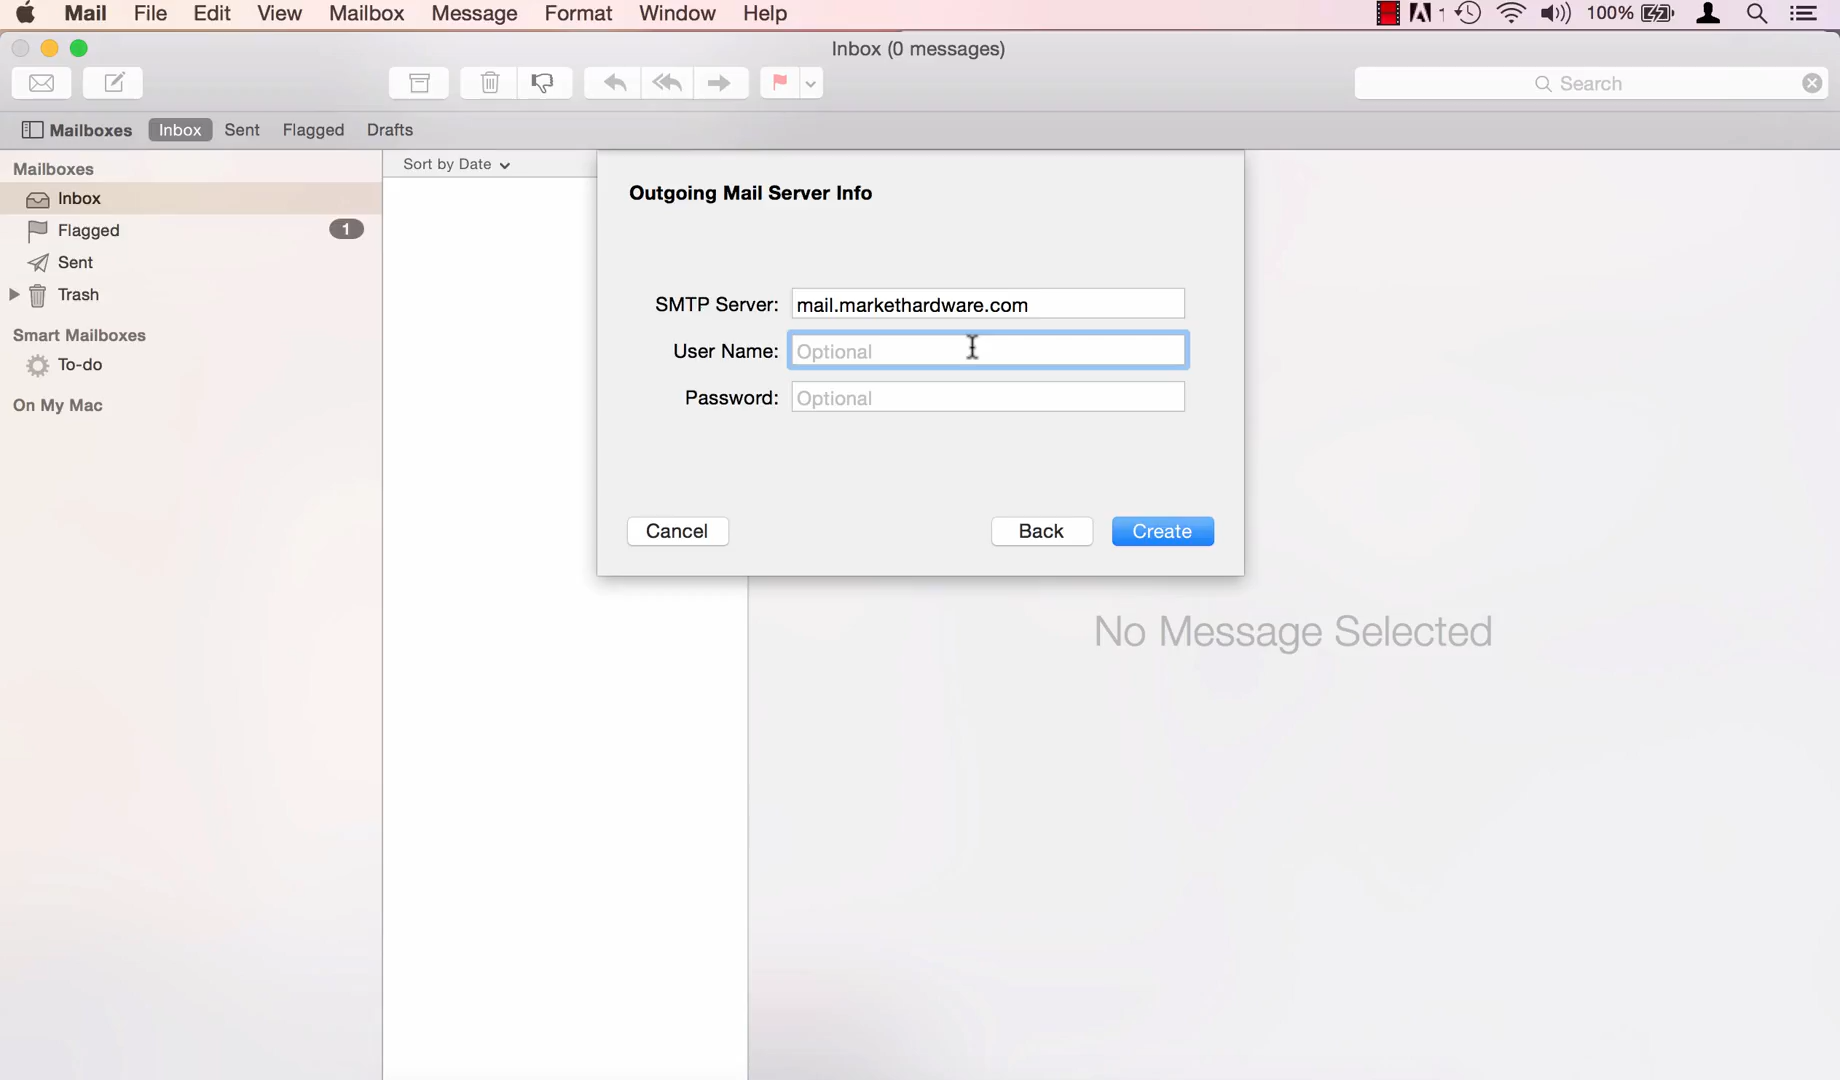 Mail File Edit View Mailbox Message Format Window Help 1 100%
Inbox (0 messages)
Search
Mailboxes Inbox Sent Flagged Drafts
Mailboxes
Inbox
Flagged 1
Sent
Trash
Smart Mailboxes
To-do
On My Mac
Sort by Date
Outgoing Mail Server Info
SMTP Server: mail.markethardware.com
User Name: Optional
Password: Optional
Cancel Back Create
No Message Selected